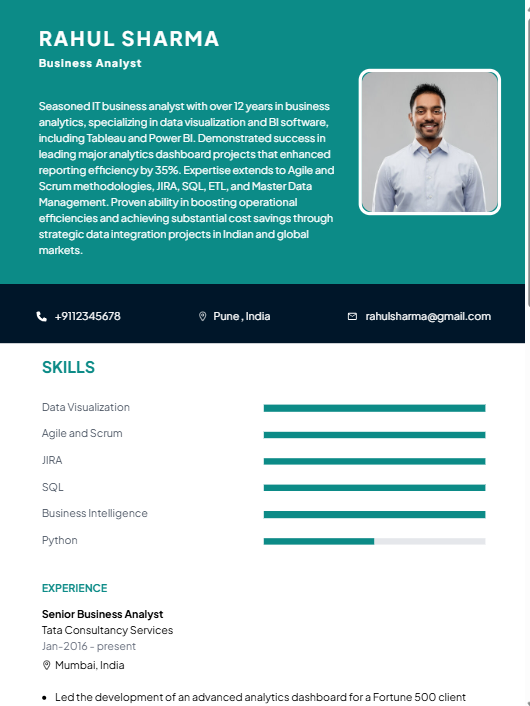 RAHUL SHARMA
Business Analyst
Seasoned IT business analyst with over 12 years in business
analytics, specializing in data visualization and BI software,
including Tableau and Power BI. Demonstrated success in
leading major analytics dashboard projects that enhanced
reporting efficiency by 35%. Expertise extends to Agile and
Scrum methodologies, JIRA, SQL, ETL, and Master Data
Management. Proven ability in boosting operational
efficiencies and achieving substantial cost savings through
strategic data integration projects in Indian and global
markets.
+9112345678
Pune , India
rahulsharma@gmail.com
SKILLS
Data Visualization
Agile and Scrum
JIRA
SQL
Business Intelligence
Python
EXPERIENCE
Senior Business Analyst
Tata Consultancy Services
Jan-2016 - present
Mumbai, India
• Led the development of an advanced analytics dashboard for a Fortune 500 client